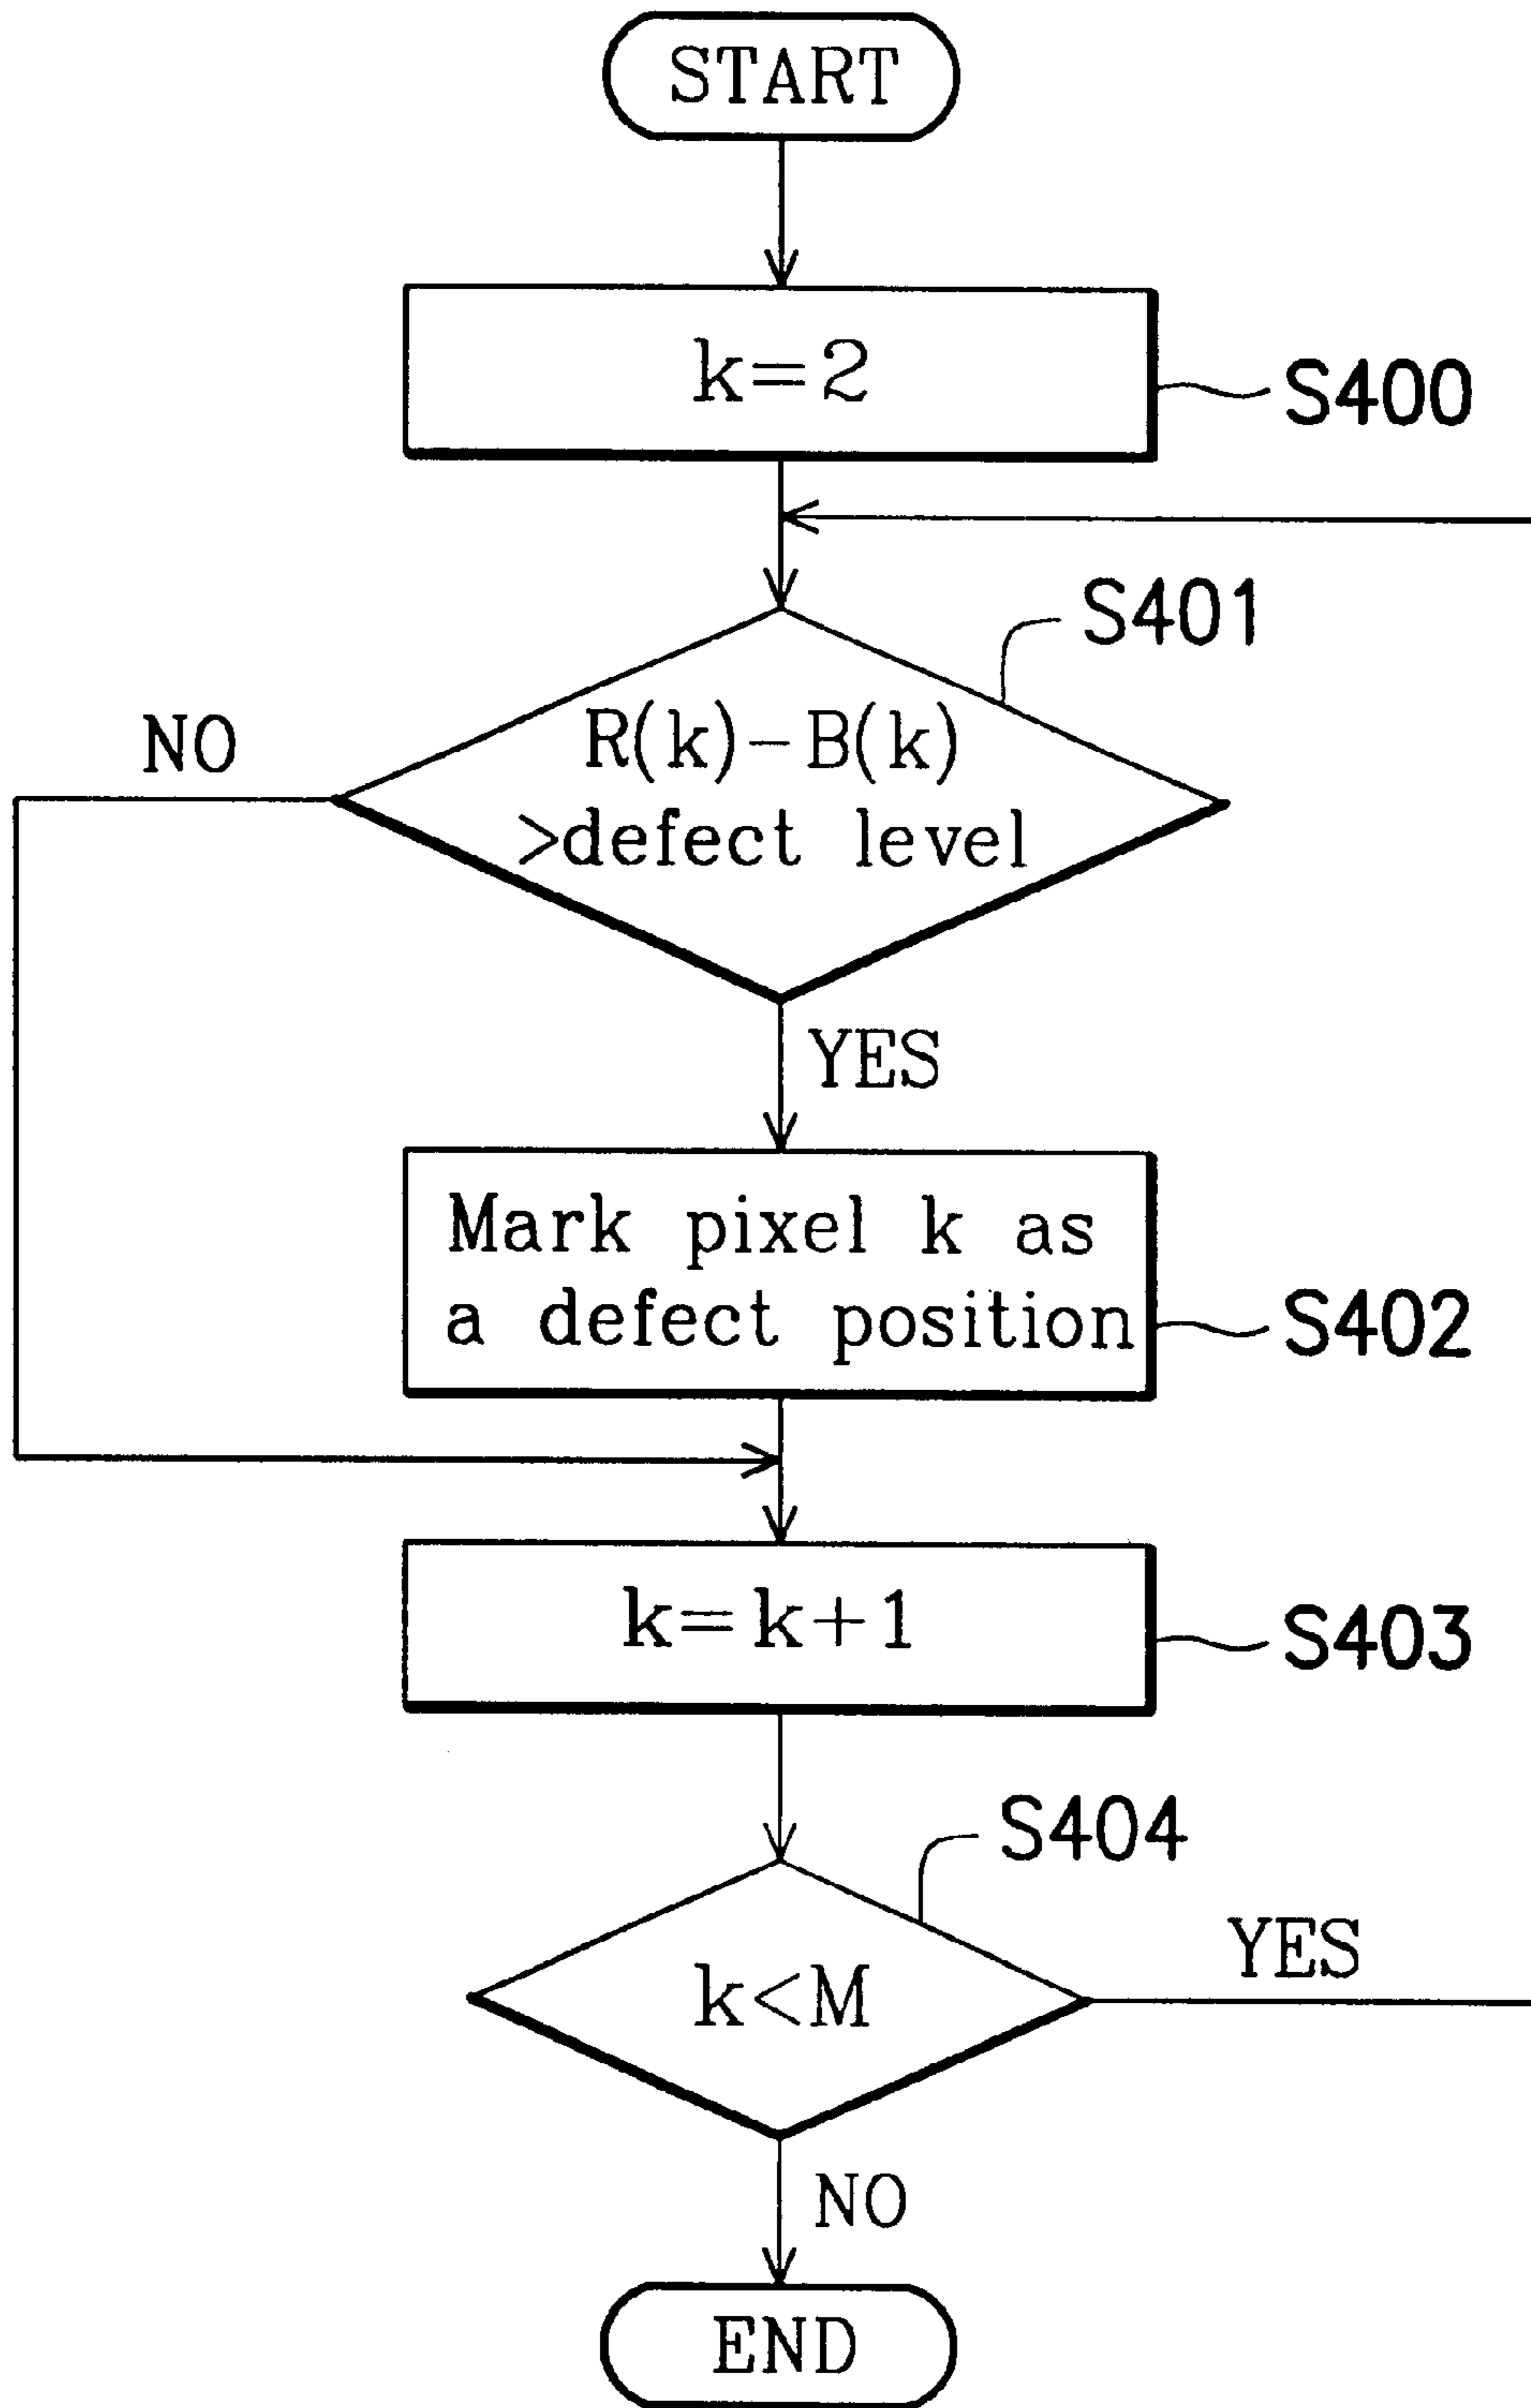 START
k=2
S400
S401
R(k)-B(k)
>defect level
NO
YES
Mark pixel k as
a defect position
S402
k=k+1
S403
S404
k<M
YES
NO
END